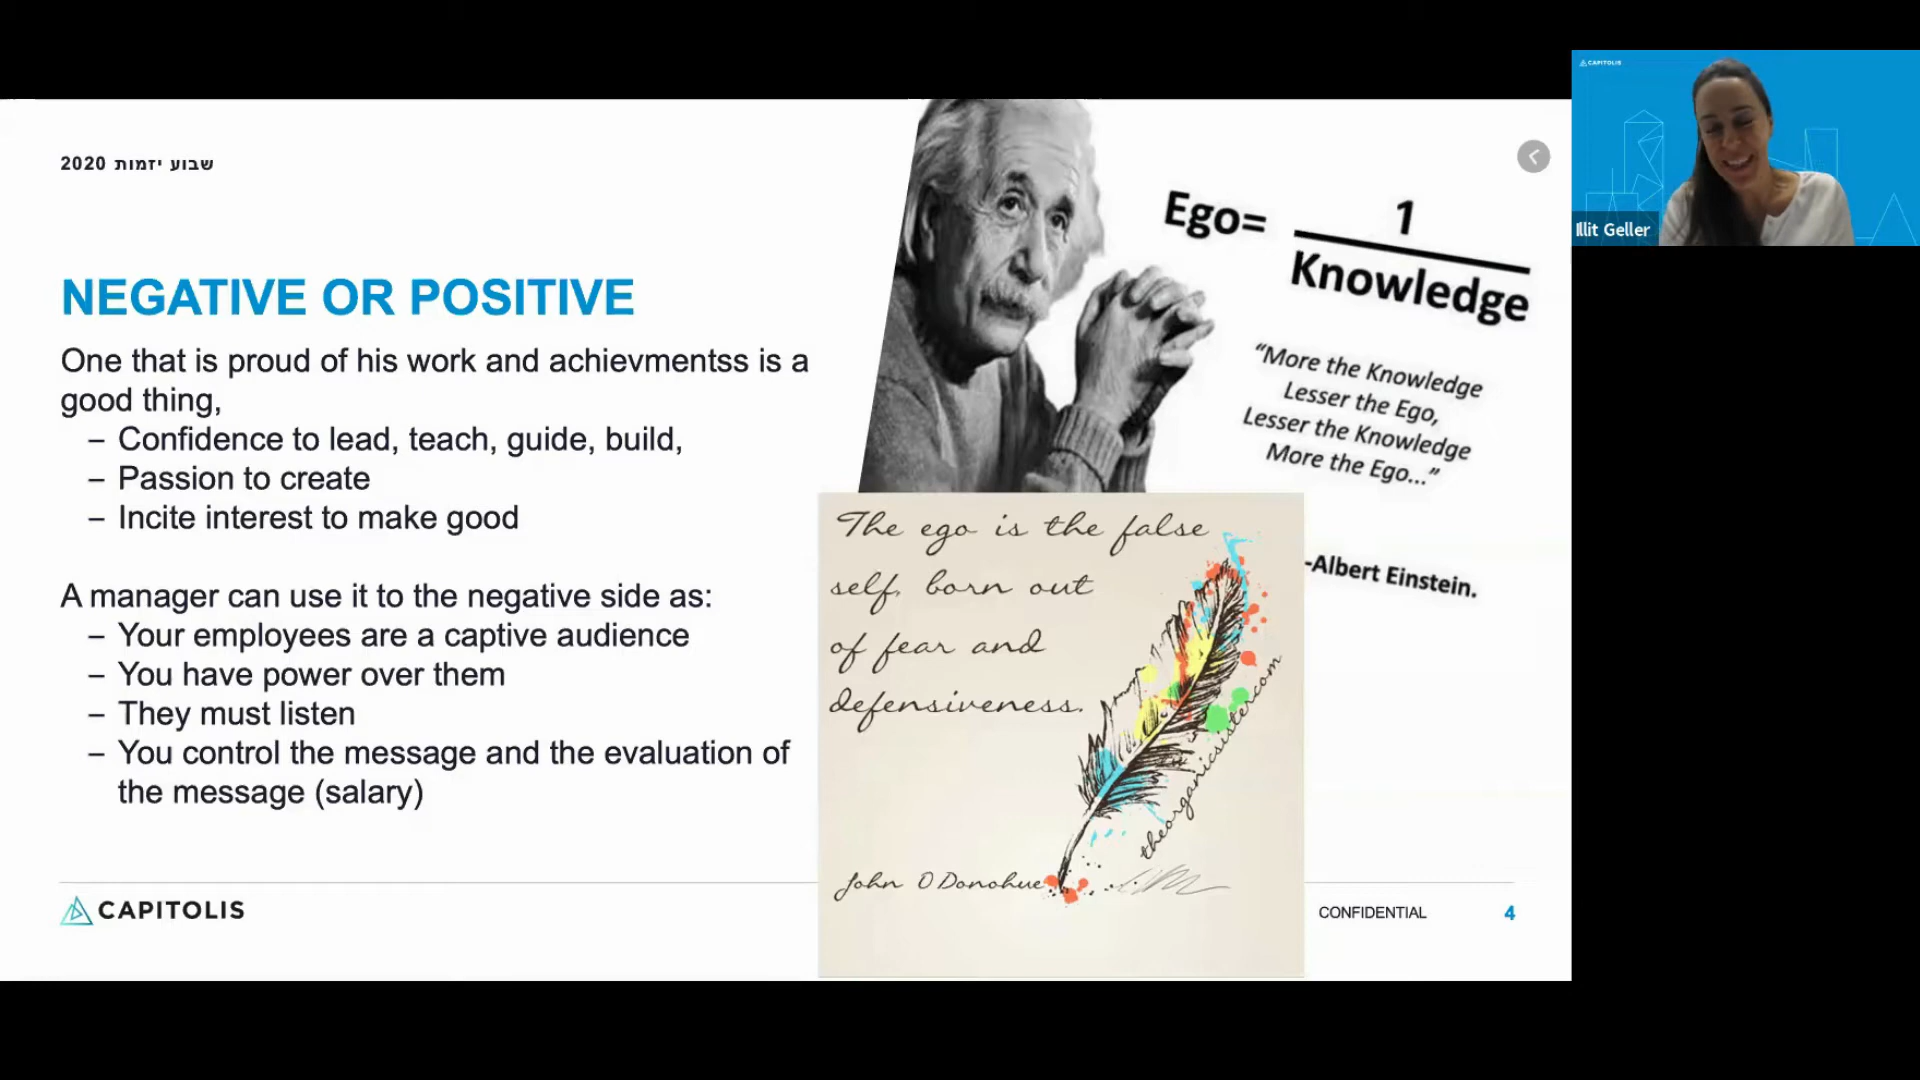 שבוע יזמות 2020
NEGATIVE OR POSITIVE
One that is proud of his work and achievmentss is a
good thing,
– Confidence to lead, teach, guide, build,
– Passion to create
– Incite interest to make good
A manager can use it to the negative side as:
– Your employees are a captive audience
– You have power over them
– They must listen
– You control the message and the evaluation of
the message (salary)
Ego= 1
Knowledge
“More the Knowledge
Lesser the Ego,
Lesser the Knowledge
More the Ego...”
-Albert Einstein.
The ego is the false
self, born out
of fear and
defensiveness.
theorganicsister.com
John O Donohue
CAPITOLIS
CONFIDENTIAL
4
CAPITOLIS
Illit Geller